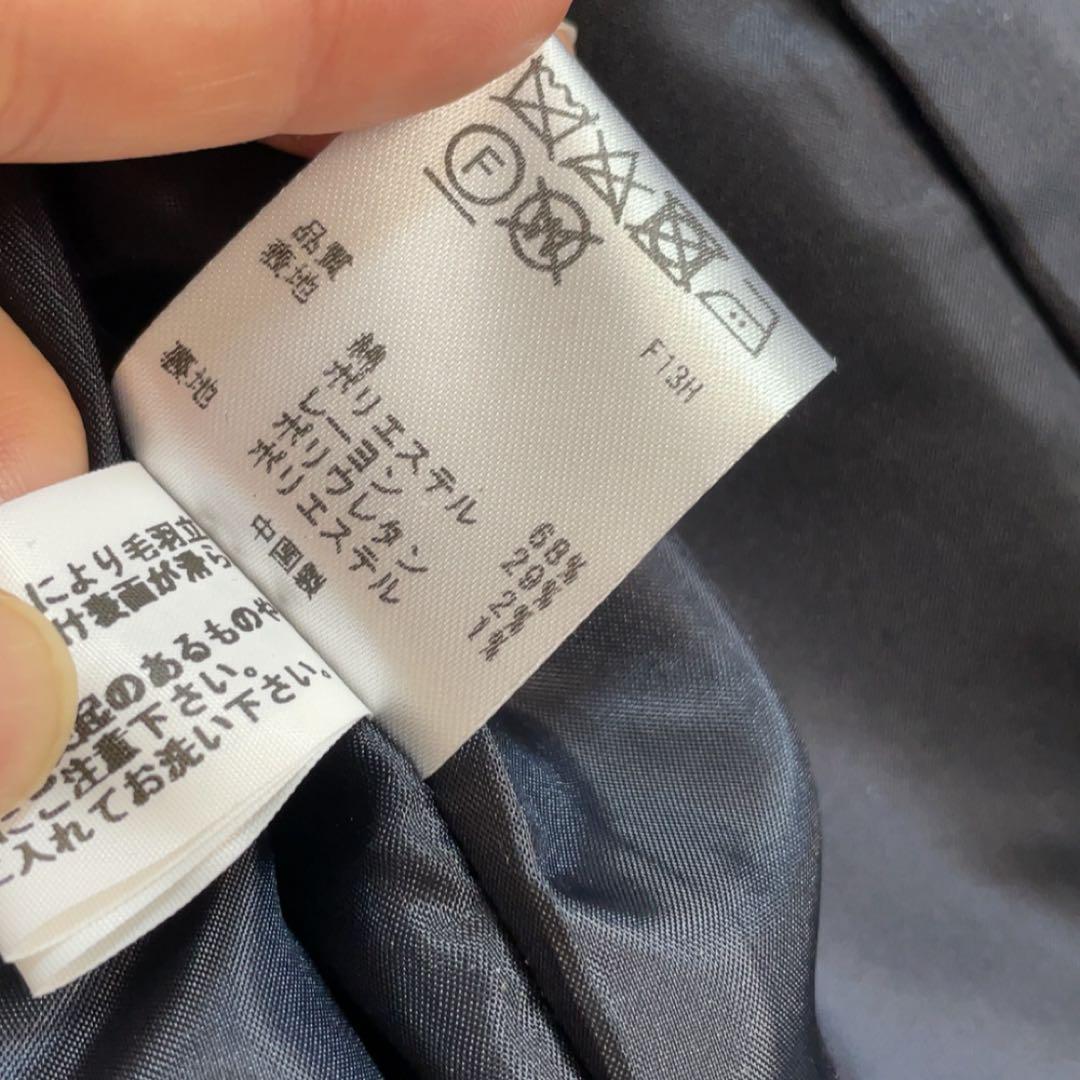 F
F13H
品質
表地
綿
68%
ポリエステル
29%
レーヨン
2%
ポリウレタン
1%
裏地
ポリエステル
中国製
により毛羽立
け表面が滑ら
のあるものや
ご注意下さい。
入れてお洗い下さい。